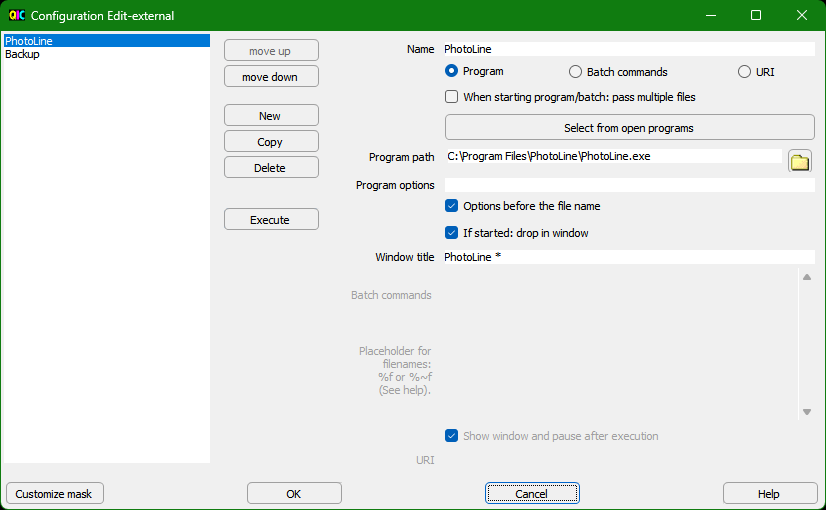 QIC Configuration Edit-external
PhotoLine
Backup
move up
move down
New
Copy
Delete
Execute
Name PhotoLine
Program Batch commands URI
When starting program/batch: pass multiple files
Select from open programs
Program path C:\Program Files\PhotoLine\PhotoLine.exe
Program options
Options before the file name
If started: drop in window
Window title PhotoLine *
Batch commands
Placeholder for
filenames:
%f or %~f
(See help).
Show window and pause after execution
URI
Customize mask OK Cancel Help